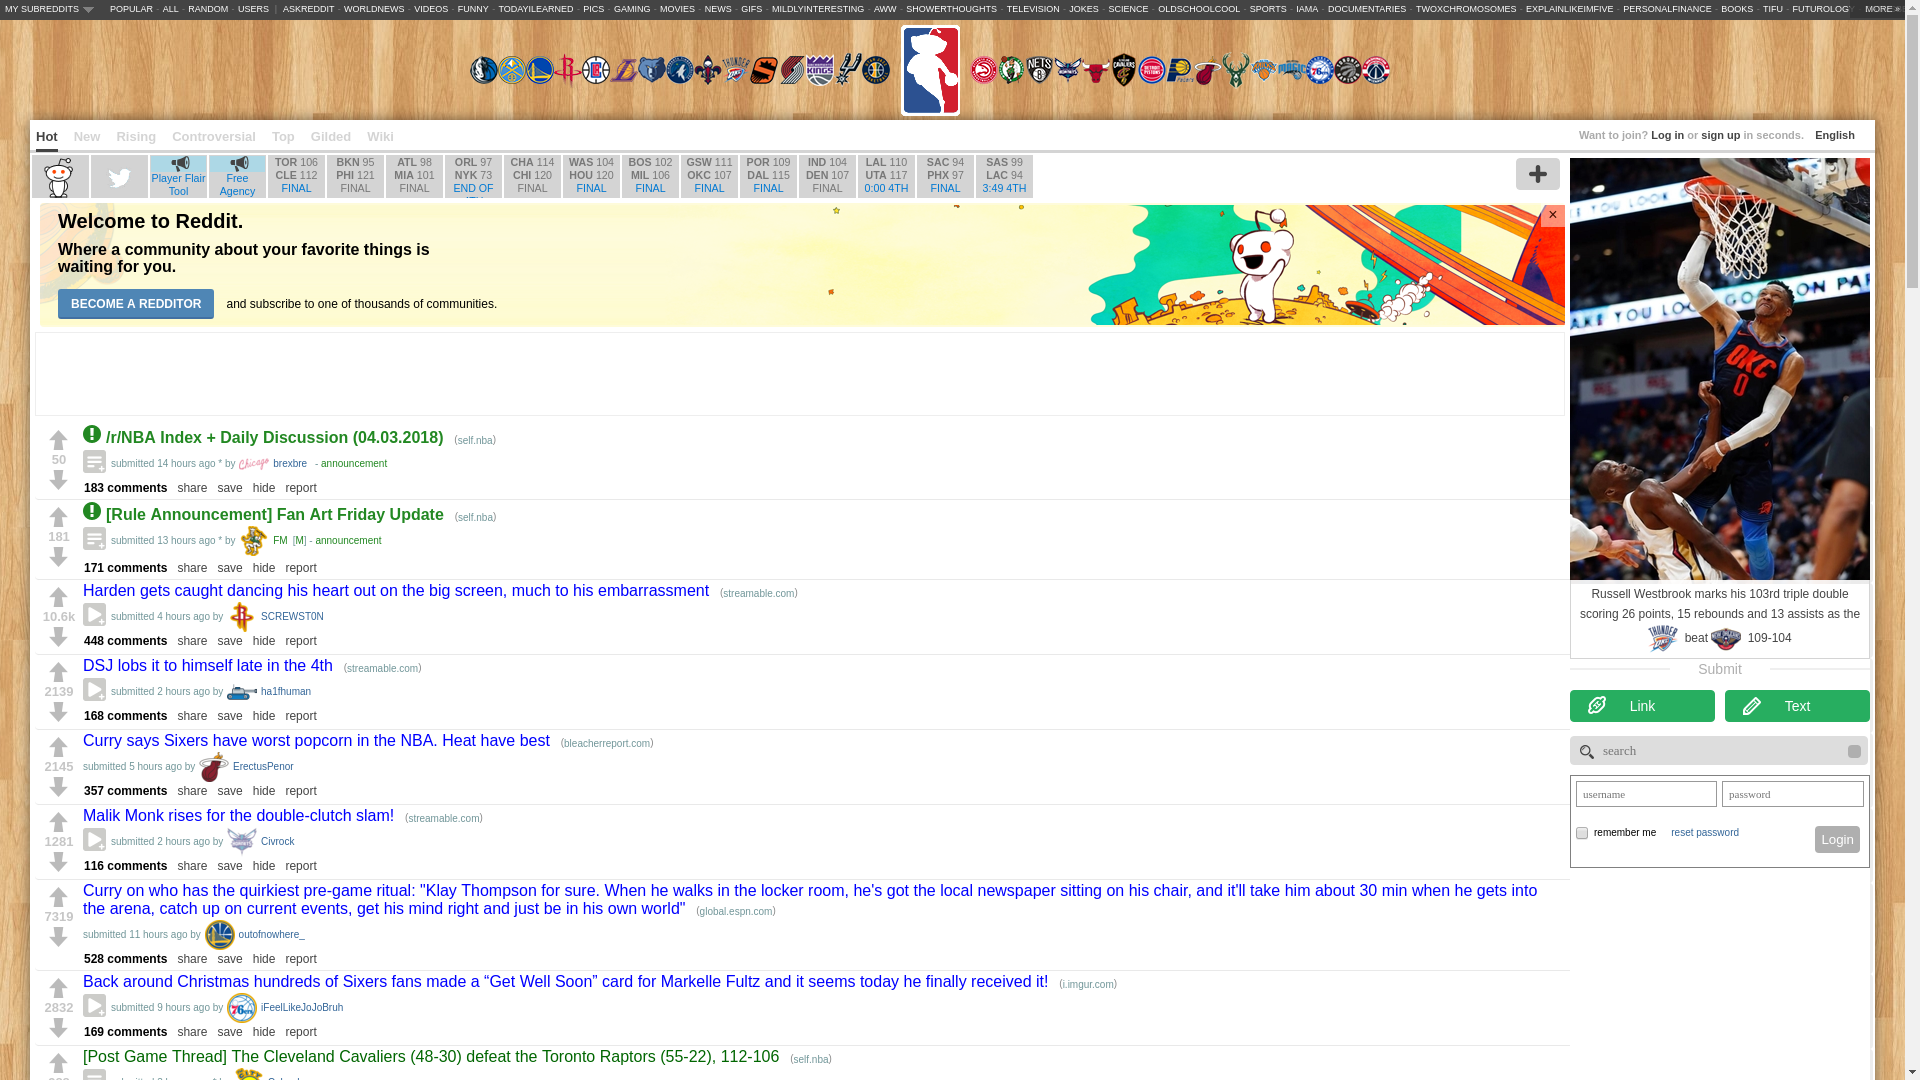 MY SUBREDDITS POPULAR - ALL - RANDOM - USERS | ASKREDDIT - WORLDNEWS - VIDEOS - FUNNY - TODAYILEARNED - PICS - GAMING - MOVIES - NEWS - GIFS - MILDLYINTERESTING - AWW - SHOWERTHOUGHTS - TELEVISION - JOKES - SCIENCE - OLDSCHOOLCOOL - SPORTS - IAMA - DOCUMENTARIES - TWOXCHROMOSOMES - EXPLAINLIKEIMFIVE - PERSONALFINANCE - BOOKS - TIFU - FUTUROLOGY MORE »
Hot New Rising Controversial Top Gilded Wiki
Want to join? Log in or sign up in seconds. English
Player Flair Tool
Free Agency
TOR 106 CLE 112 FINAL
BKN 95 PHI 121 FINAL
ATL 98 MIA 101 FINAL
ORL 97 NYK 73 END OF
CHA 114 CHI 120 FINAL
WAS 104 HOU 120 FINAL
BOS 102 MIL 106 FINAL
GSW 111 OKC 107 FINAL
POR 109 DAL 115 FINAL
IND 104 DEN 107 FINAL
LAL 110 UTA 117 0:00 4TH
SAC 94 PHX 97 FINAL
SAS 99 LAC 94 3:49 4TH
Welcome to Reddit.
Where a community about your favorite things is
waiting for you.
BECOME A REDDITOR and subscribe to one of thousands of communities.
×
50
/r/NBA Index + Daily Discussion (04.03.2018) (self.nba)
submitted 14 hours ago * by Chicago brexbre - announcement
183 comments share save hide report
181
[Rule Announcement] Fan Art Friday Update (self.nba)
submitted 13 hours ago * by FM [M] - announcement
171 comments share save hide report
10.6k
Harden gets caught dancing his heart out on the big screen, much to his embarrassment (streamable.com)
submitted 4 hours ago by SCREWST0N
448 comments share save hide report
2139
DSJ lobs it to himself late in the 4th (streamable.com)
submitted 2 hours ago by ha1fhuman
168 comments share save hide report
2145
Curry says Sixers have worst popcorn in the NBA. Heat have best (bleacherreport.com)
submitted 5 hours ago by ErectusPenor
357 comments share save hide report
1281
Malik Monk rises for the double-clutch slam! (streamable.com)
submitted 2 hours ago by Civrock
116 comments share save hide report
7319
Curry on who has the quirkiest pre-game ritual: "Klay Thompson for sure. When he walks in the locker room, he's got the local newspaper sitting on his chair, and it'll take him about 30 min when he gets into
the arena, catch up on current events, get his mind right and just be in his own world" (global.espn.com)
submitted 11 hours ago by outofnowhere_
528 comments share save hide report
2832
Back around Christmas hundreds of Sixers fans made a “Get Well Soon” card for Markelle Fultz and it seems today he finally received it! (i.imgur.com)
submitted 9 hours ago by iFeelLikeJoJoBruh
169 comments share save hide report
[Post Game Thread] The Cleveland Cavaliers (48-30) defeat the Toronto Raptors (55-22), 112-106 (self.nba)
OKC
0
Russell Westbrook marks his 103rd triple double
scoring 26 points, 15 rebounds and 13 assists as the
beat 109-104
Submit
Link Text
search
username password
remember me reset password
Login